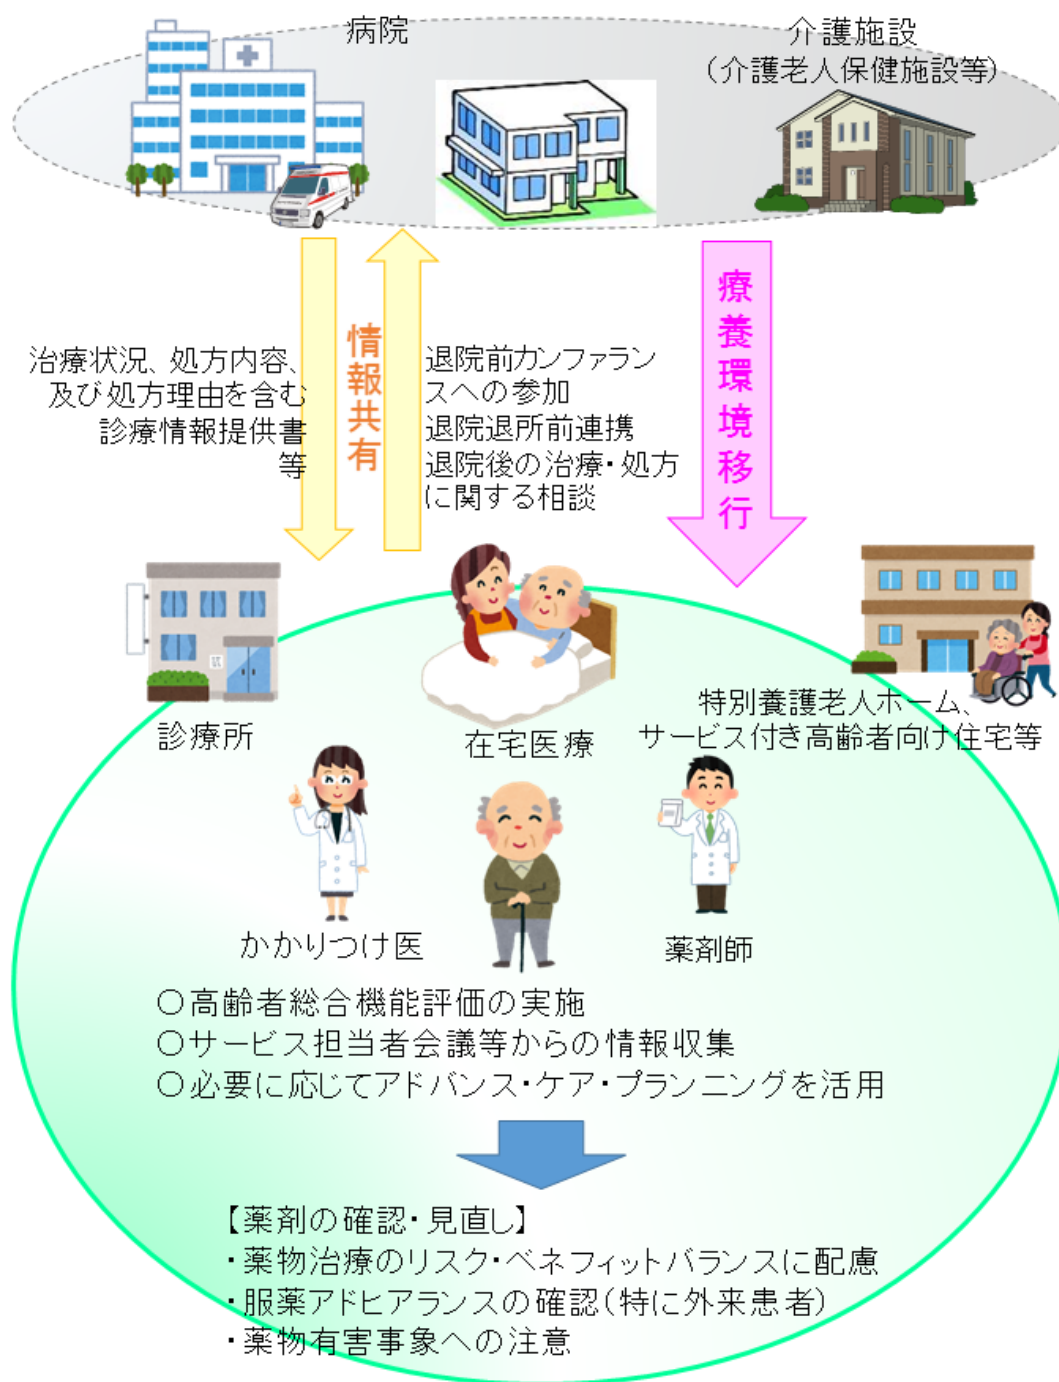 病院
介護施設
（介護老人保健施設等）
治療状況、処方内容、
及び処方理由を含む
診療情報提供書
等
情報共有
退院前カンファラン
スへの参加
退院退所前連携
退院後の治療・処方
に関する相談
療養環境移行
診療所
在宅医療
特別養護老人ホーム、
サービス付き高齢者向け住宅等
かかりつけ医
薬剤師
○高齢者総合機能評価の実施
○サービス担当者会議等からの情報収集
○必要に応じてアドバンス・ケア・プランニングを活用
【薬剤の確認・見直し】
・薬物治療のリスク・ベネフィットバランスに配慮
・服薬アドヒアランスの確認（特に外来患者）
・薬物有害事象への注意